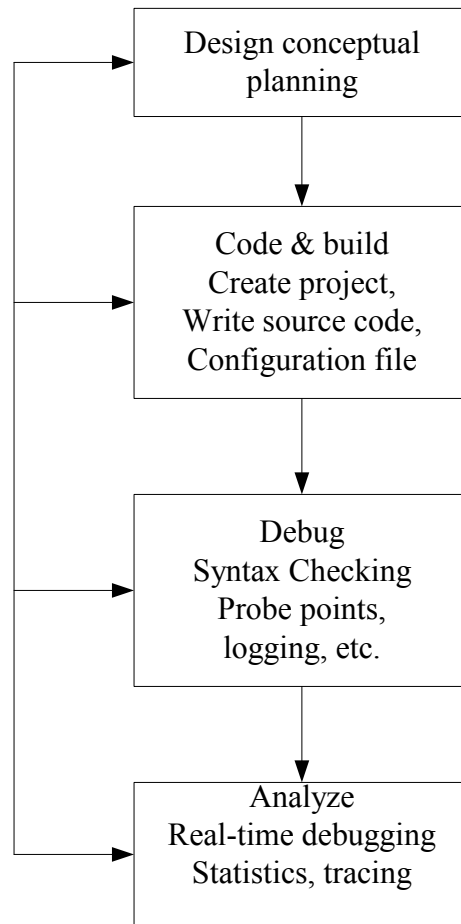 Design conceptual
planning
Code & build
Create project,
Write source code,
Configuration file
Debug
Syntax Checking
Probe points,
logging, etc.
Analyze
Real-time debugging
Statistics, tracing